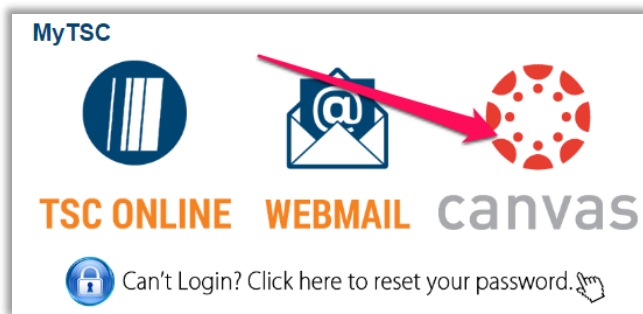 MyTSC
@
TSC ONLINE WEBMAIL canvas
Can't Login? Click here to reset your password.